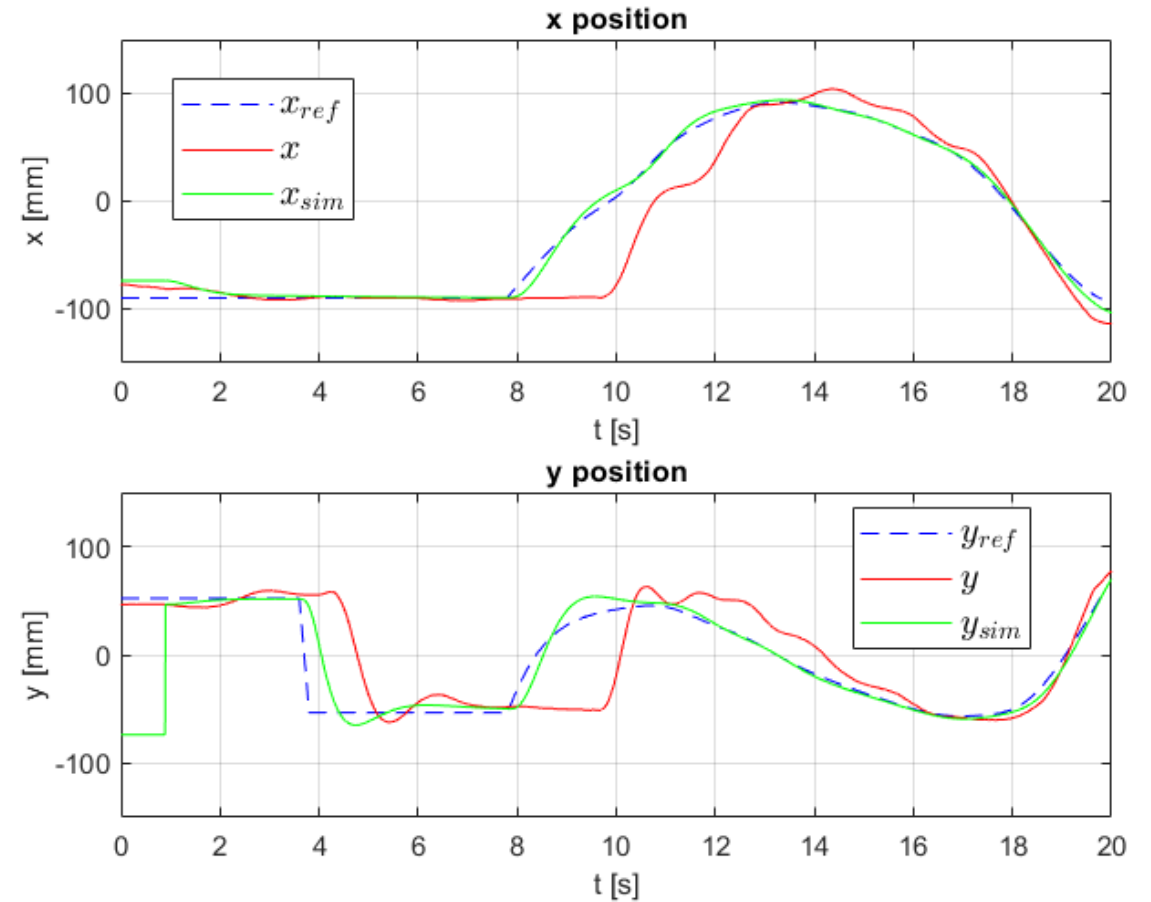 x position
100
0
-100
x [mm]
x_ref
x
x_sim
0 2 4 6 8 10 12 14 16 18 20
t [s]
y position
100
0
-100
y [mm]
y_ref
y
y_sim
0 2 4 6 8 10 12 14 16 18 20
t [s]